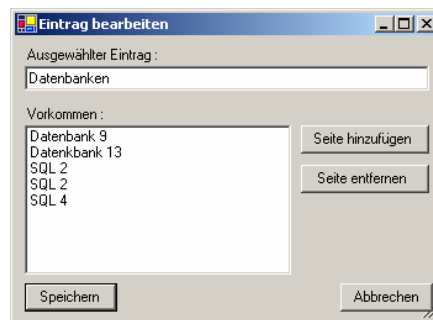 Eintrag bearbeiten
Ausgewählter Eintrag :
Datenbanken
Vorkommen :
Datenbank 9
Datenkbank 13
SQL 2
SQL 2
SQL 4
Seite hinzufügen
Seite entfernen
Speichern
Abbrechen